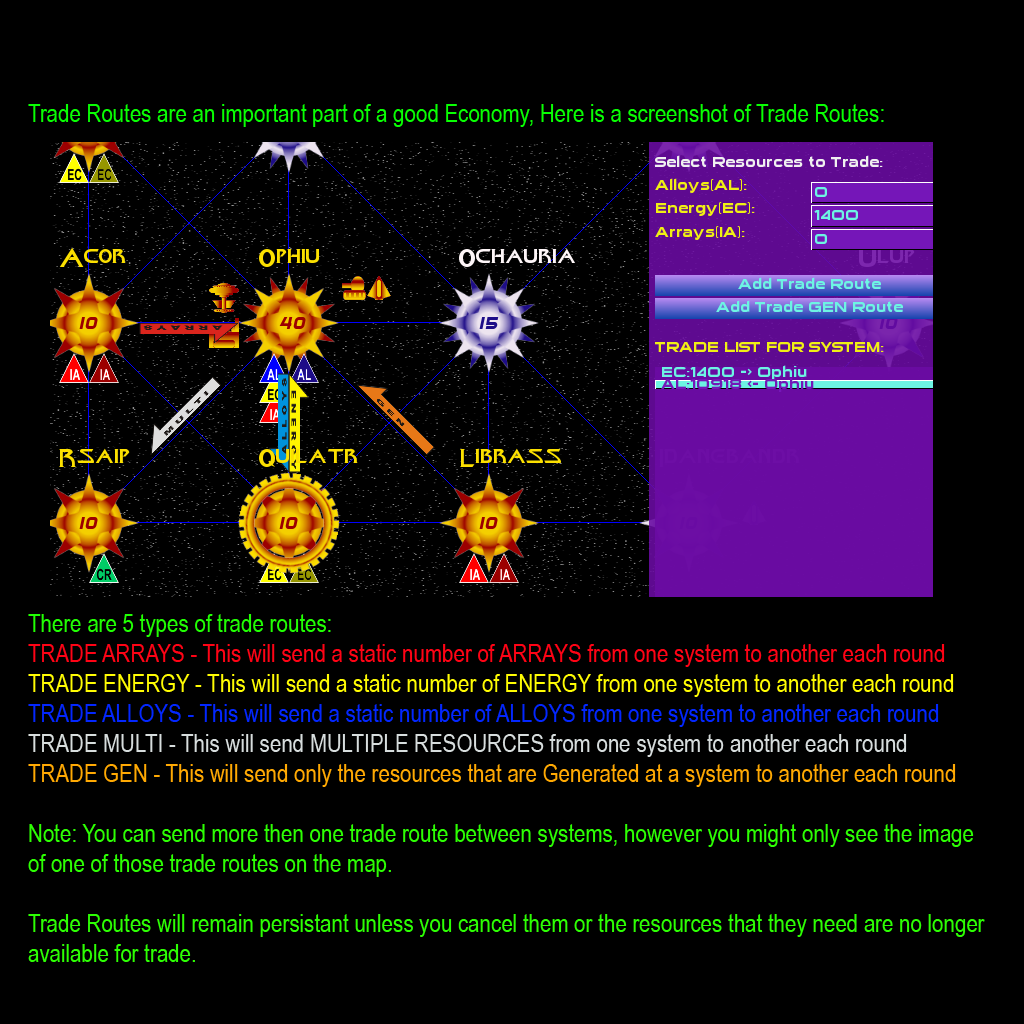 Trade Routes are an important part of a good Economy, Here is a screenshot of Trade Routes:
EC EC
Select Resources to Trade:
Alloys(AL): 0
Energy(EC): 1400
Arrays(IA): 0
Acor Ophiu Ochauria Ulup
Add Trade Route
Add Trade GEN Route
10 ARRAYS 40 15 10
TRADE LIST FOR SYSTEM:
IA IA AL AL
EC:1400 -> Ophiu
AL:10918 <- Ophiu
EC
IA
MULTI ALLOYS ENERGY GEN
Rsaip Qulatr Librass
10 10 10 10
CR EC EC IA IA
There are 5 types of trade routes:
TRADE ARRAYS - This will send a static number of ARRAYS from one system to another each round
TRADE ENERGY - This will send a static number of ENERGY from one system to another each round
TRADE ALLOYS - This will send a static number of ALLOYS from one system to another each round
TRADE MULTI - This will send MULTIPLE RESOURCES from one system to another each round
TRADE GEN - This will send only the resources that are Generated at a system to another each round
Note: You can send more then one trade route between systems, however you might only see the image
of one of those trade routes on the map.
Trade Routes will remain persistant unless you cancel them or the resources that they need are no longer
available for trade.